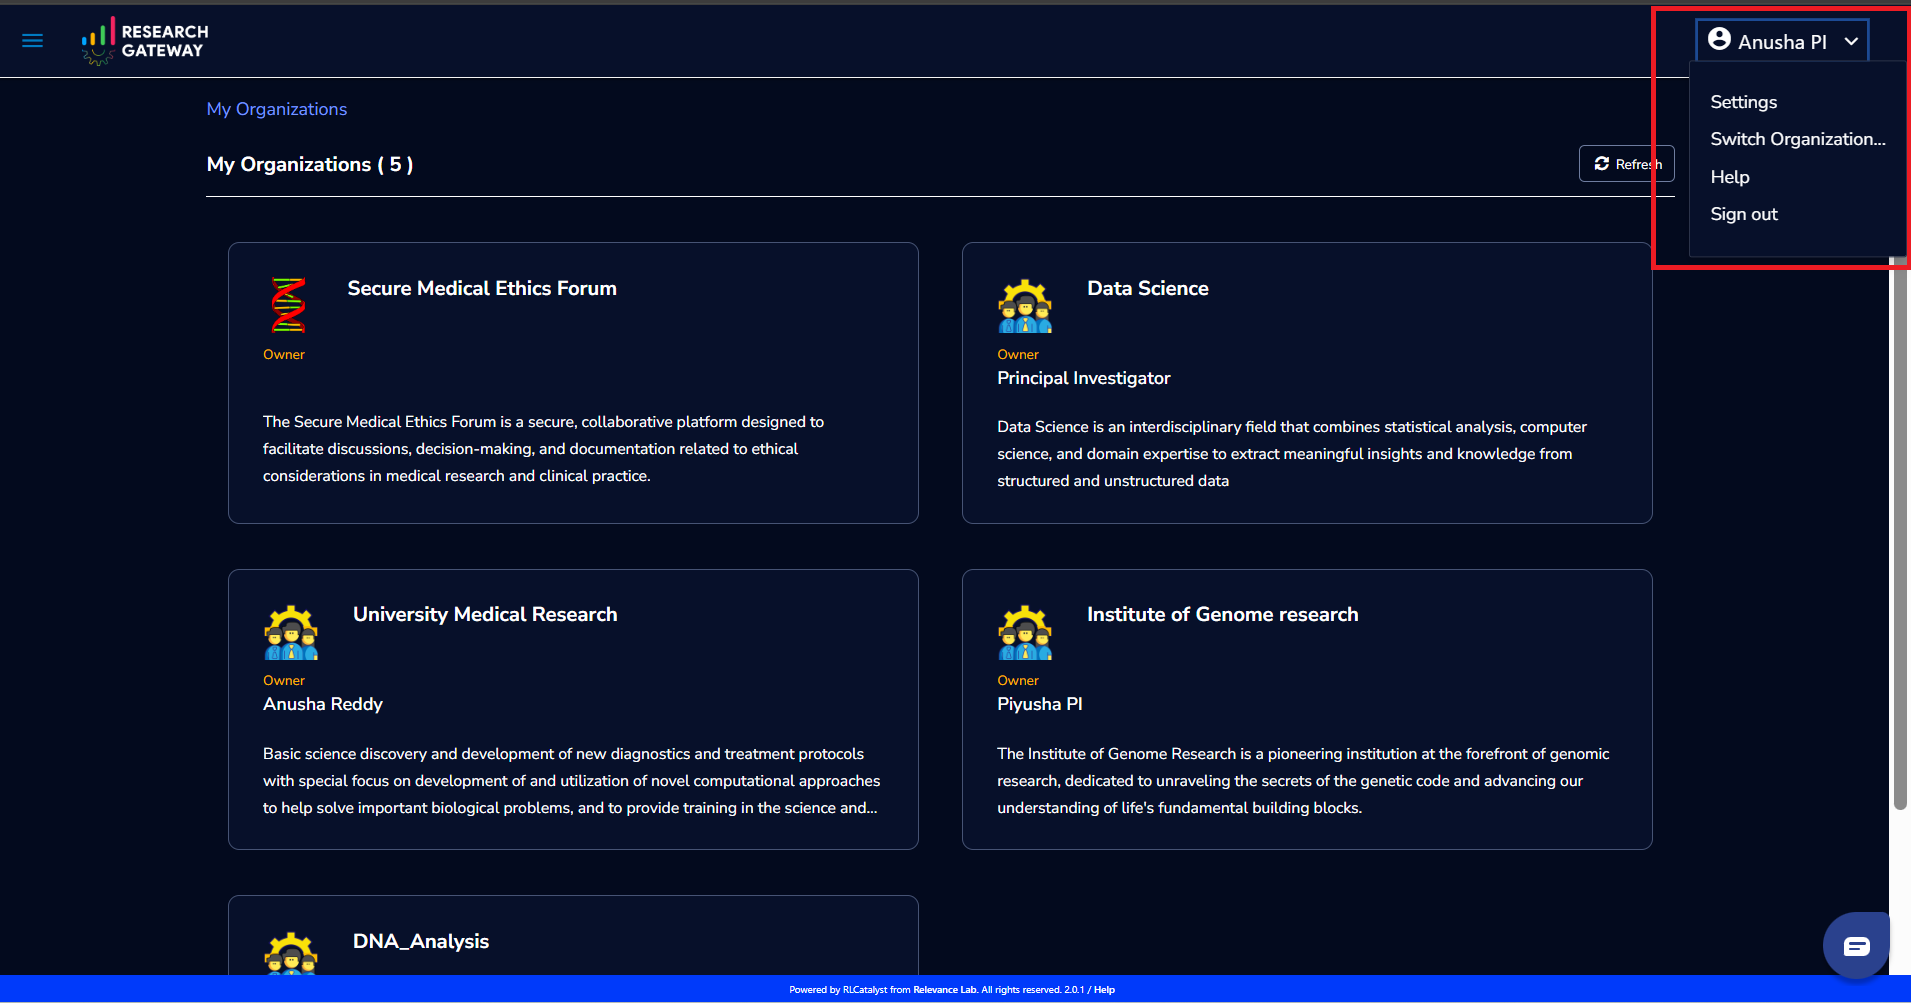 RESEARCH
GATEWAY
Anusha PI
Settings
Switch Organization...
Help
Sign out
My Organizations
My Organizations ( 5 )
Refresh
Secure Medical Ethics Forum
Owner
The Secure Medical Ethics Forum is a secure, collaborative platform designed to
facilitate discussions, decision-making, and documentation related to ethical
considerations in medical research and clinical practice.
Data Science
Owner
Principal Investigator
Data Science is an interdisciplinary field that combines statistical analysis, computer
science, and domain expertise to extract meaningful insights and knowledge from
structured and unstructured data
University Medical Research
Owner
Anusha Reddy
Basic science discovery and development of new diagnostics and treatment protocols
with special focus on development of and utilization of novel computational approaches
to help solve important biological problems, and to provide training in the science and...
Institute of Genome research
Owner
Piyusha PI
The Institute of Genome Research is a pioneering institution at the forefront of genomic
research, dedicated to unraveling the secrets of the genetic code and advancing our
understanding of life's fundamental building blocks.
DNA_Analysis
Powered by RLCatalyst from Relevance Lab. All rights reserved. 2.0.1 / Help